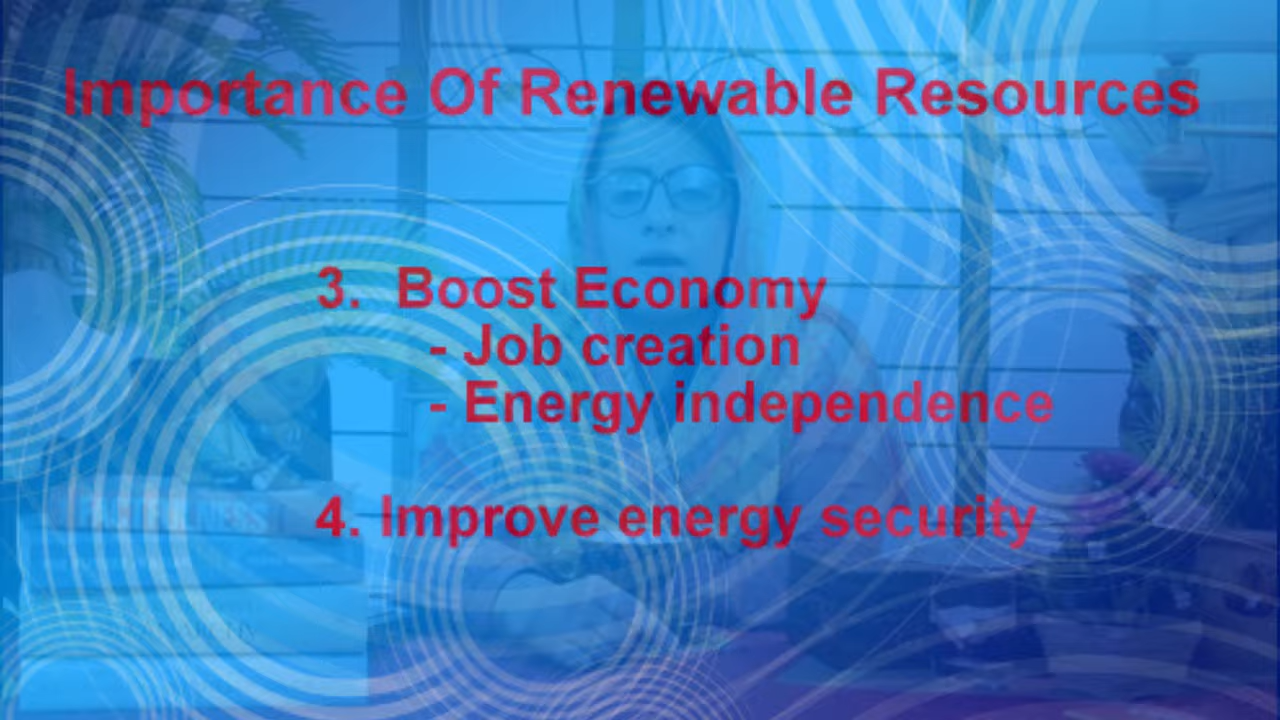 Importance Of Renewable Resources
3. Boost Economy
- Job creation
- Energy independence
4. Improve energy security